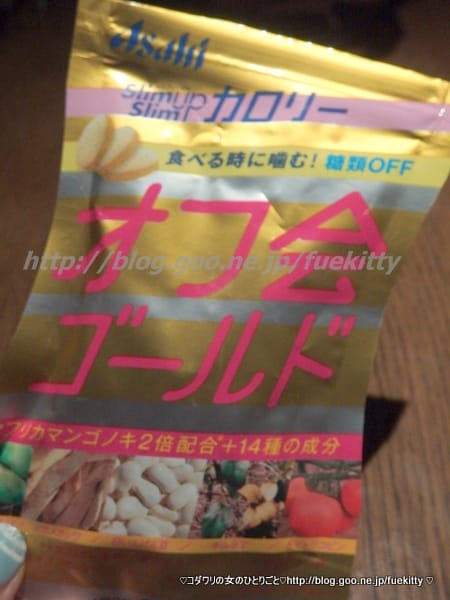 Asahi
Slim UP
Slim カロリー
食べる時に噛む! 糖類OFF
オフ会
http://blog.goo.ne.jp/fuekitty
ゴールド
フリカマンゴノキ2倍配合+14種の成分
♡コダワリの女のひとりごと♡http://blog.goo.ne.jp/fuekitty ♡